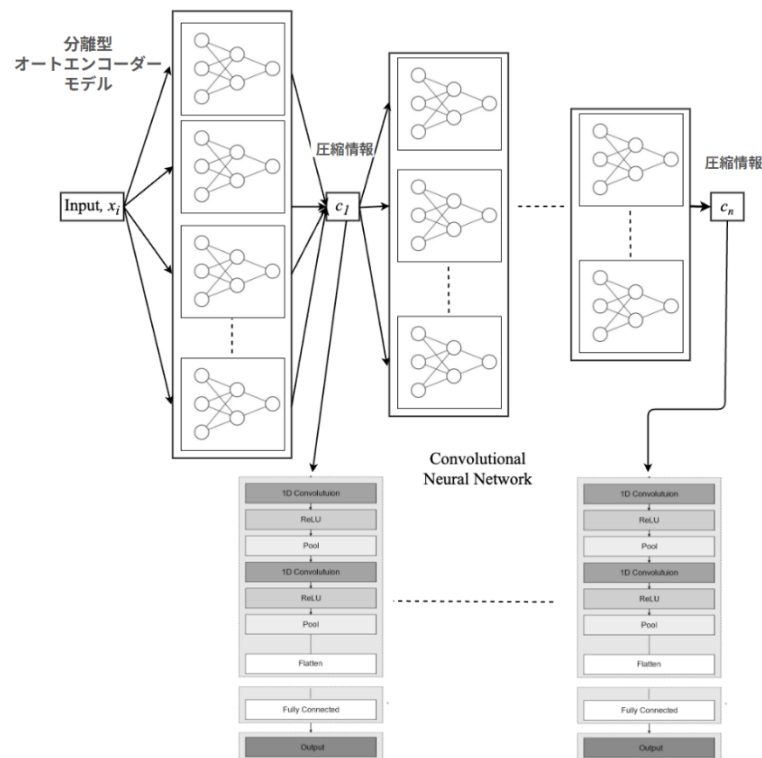 分離型
オートエンコーダー
モデル
圧縮情報
圧縮情報
Input, xᵢ
c₁
cₙ
Convolutional
Neural Network
1D Convolutuion
ReLU
Pool
1D Convolutuion
ReLU
Pool
Flatten
Fully Connected
Output
1D Convolutuion
ReLU
Pool
1D Convolutuion
ReLU
Pool
Flatten
Fully Connected
Output